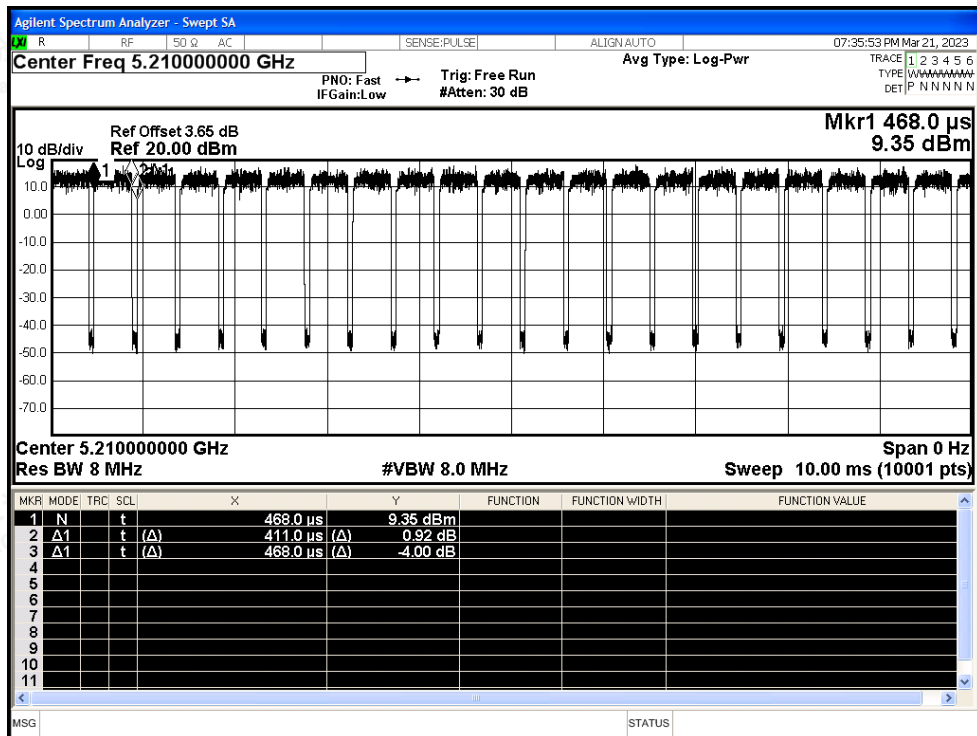 Agilent Spectrum Analyzer - Swept SA
LXI R RF 50 Ω AC SENSE:PULSE ALIGN AUTO 07:35:53 PM Mar 21, 2023
Center Freq 5.210000000 GHz
Avg Type: Log-Pwr
TRACE 1 2 3 4 5 6
PNO: Fast Trig: Free Run
TYPE W
IFGain:Low #Atten: 30 dB
DET P N N N N N
Mkr1 468.0 µs
9.35 dBm
Ref Offset 3.65 dB
10 dB/div Ref 20.00 dBm
Log
1
10.0
0.00
-10.0
-20.0
-30.0
-40.0
-50.0
-60.0
-70.0
Center 5.210000000 GHz Span 0 Hz
Res BW 8 MHz #VBW 8.0 MHz Sweep 10.00 ms (10001 pts)
MKR MODE TRC SCL X Y FUNCTION FUNCTION WIDTH FUNCTION VALUE
1 N t 468.0 µs 9.35 dBm
2 Δ1 t (Δ) 411.0 µs (Δ) 0.92 dB
3 Δ1 t (Δ) 468.0 µs (Δ) -4.00 dB
4
5
6
7
8
9
10
11
MSG STATUS